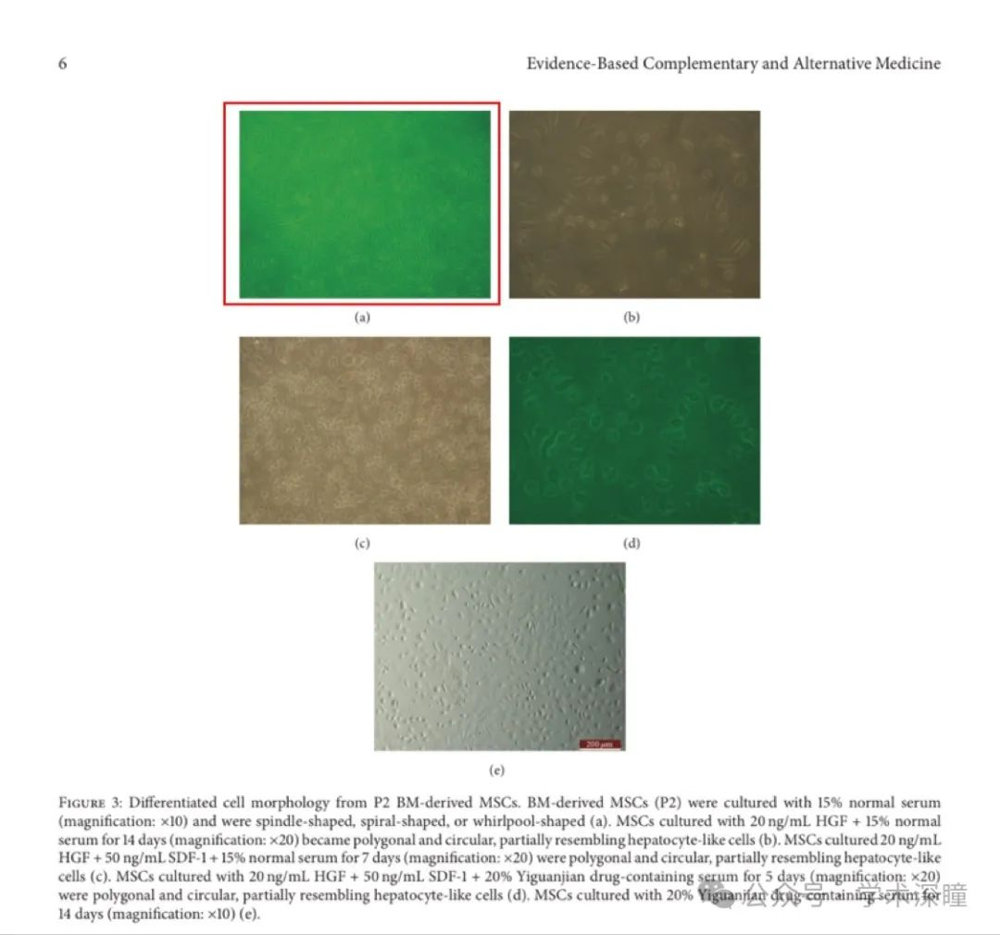 6
Evidence-Based Complementary and Alternative Medicine
(a)
(b)
(c)
(d)
200 μm
(e)
FIGURE 3: Differentiated cell morphology from P2 BM-derived MSCs. BM-derived MSCs (P2) were cultured with 15% normal serum
(magnification: ×10) and were spindle-shaped, spiral-shaped, or whirlpool-shaped (a). MSCs cultured with 20 ng/mL HGF + 15% normal
serum for 14 days (magnification: ×20) became polygonal and circular, partially resembling hepatocyte-like cells (b). MSCs cultured 20 ng/mL
HGF + 50 ng/mL SDF-1 + 15% normal serum for 7 days (magnification: ×20) were polygonal and circular, partially resembling hepatocyte-like
cells (c). MSCs cultured with 20 ng/mL HGF + 50 ng/mL SDF-1 + 20% Yiguanjian drug-containing serum for 5 days (magnification: ×20)
were polygonal and circular, partially resembling hepatocyte-like cells (d). MSCs cultured with 20% Yiguanjian drug-containing serum for
14 days (magnification: ×10) (e).
公众号·学术深瞳